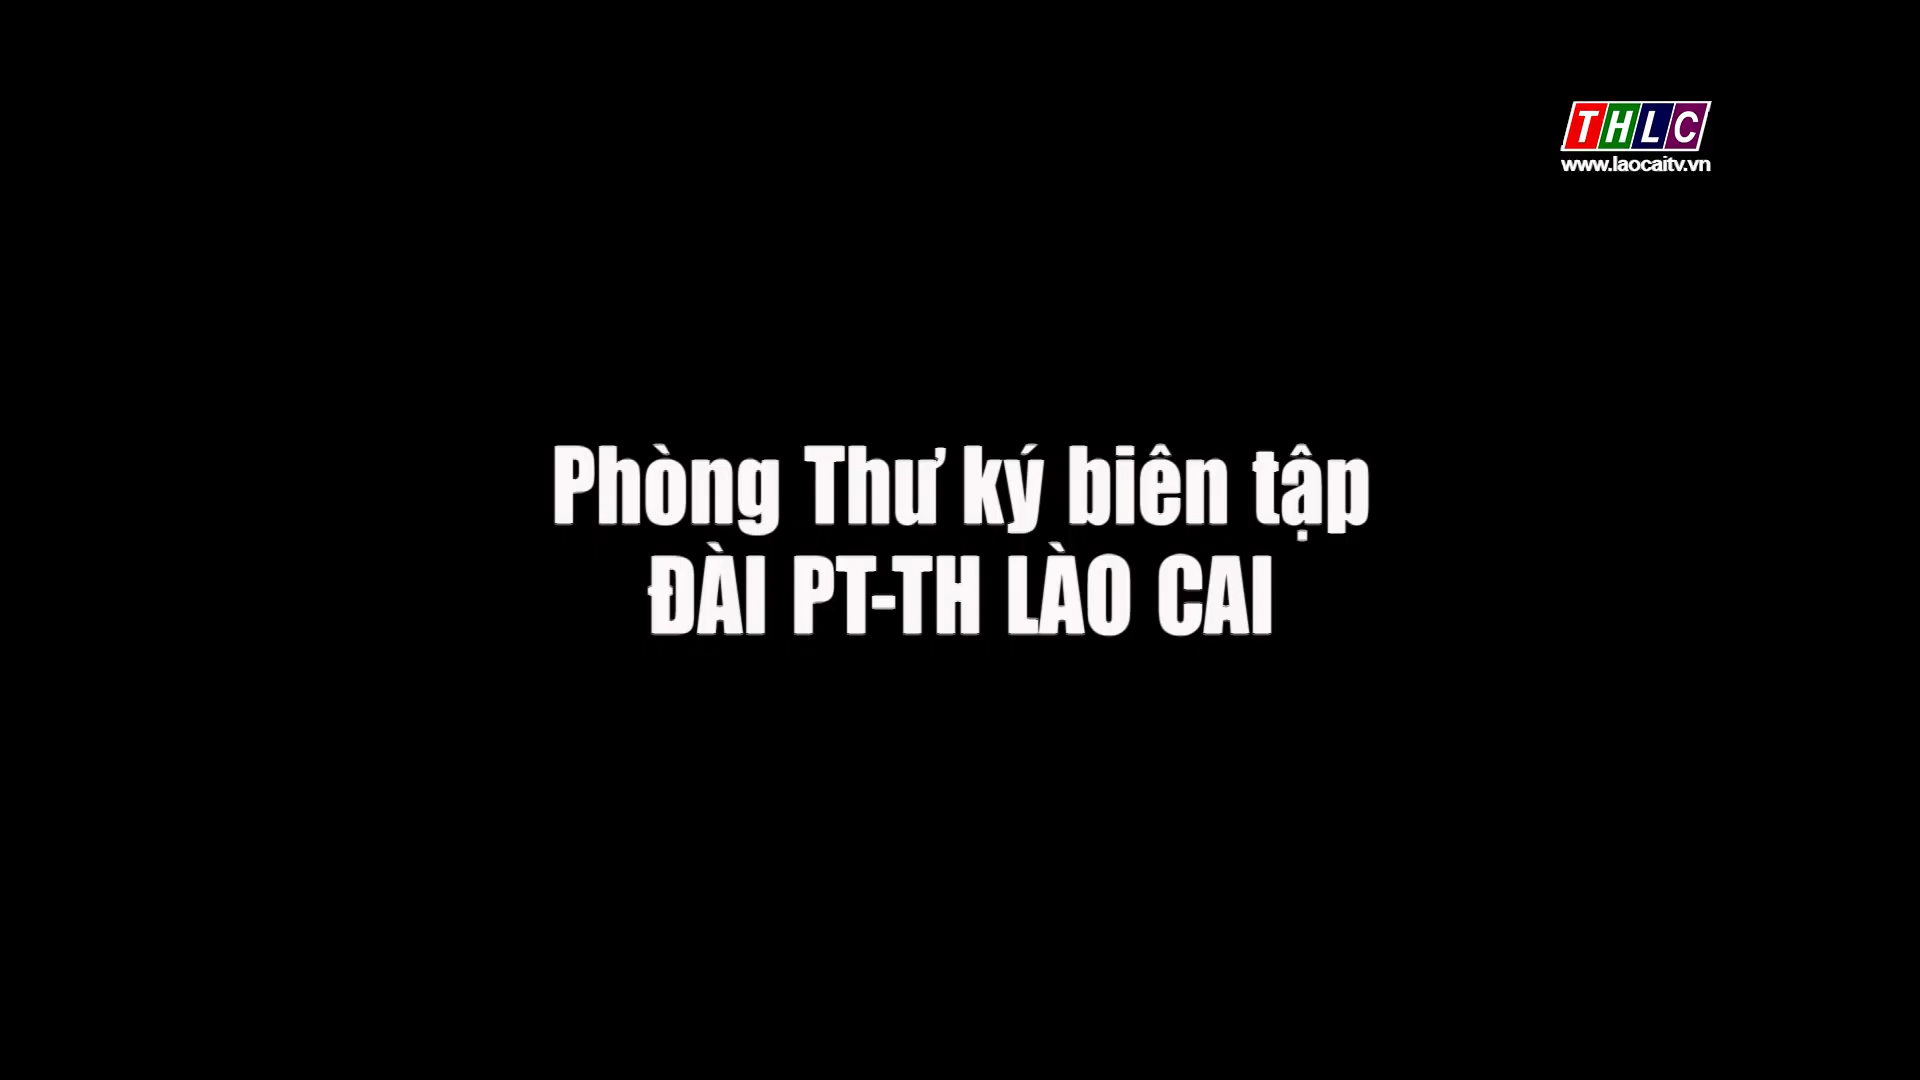 THLC
www.laocaitv.vn
Phòng Thư ký biên tập
ĐÀI PT-TH LÀO CAI